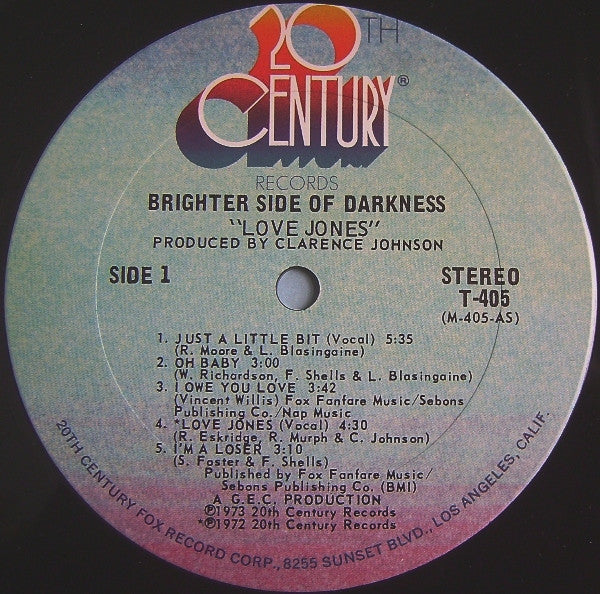 20TH
CENTURY®
RECORDS
BRIGHTER SIDE OF DARKNESS
"LOVE JONES"
PRODUCED BY CLARENCE JOHNSON
SIDE 1
STEREO
T-405
(M-405-AS)
1. JUST A LITTLE BIT (Vocal) 5:35
(R. Moore & L. Blasingaine)
2. OH BABY 3:00
(W. Richardson, F. Shells & L. Blasingaine)
3. I OWE YOU LOVE 3:42
(Vincent Willis) Fox Fanfare Music/Sebons
Publishing Co./Nap Music
4. *LOVE JONES (Vocal) 4:30
(R. Eskridge, R. Murph & C. Johnson)
5. I'M A LOSER 3:10
(S. Foster & F. Shells)
Published by Fox Fanfare Music/
Sebons Publishing Co. (BMI)
A G.E.C. PRODUCTION
℗1973 20th Century Records
*℗1972 20th Century Records
20TH CENTURY FOX RECORD CORP., 8255 SUNSET BLVD., LOS ANGELES, CALIF.